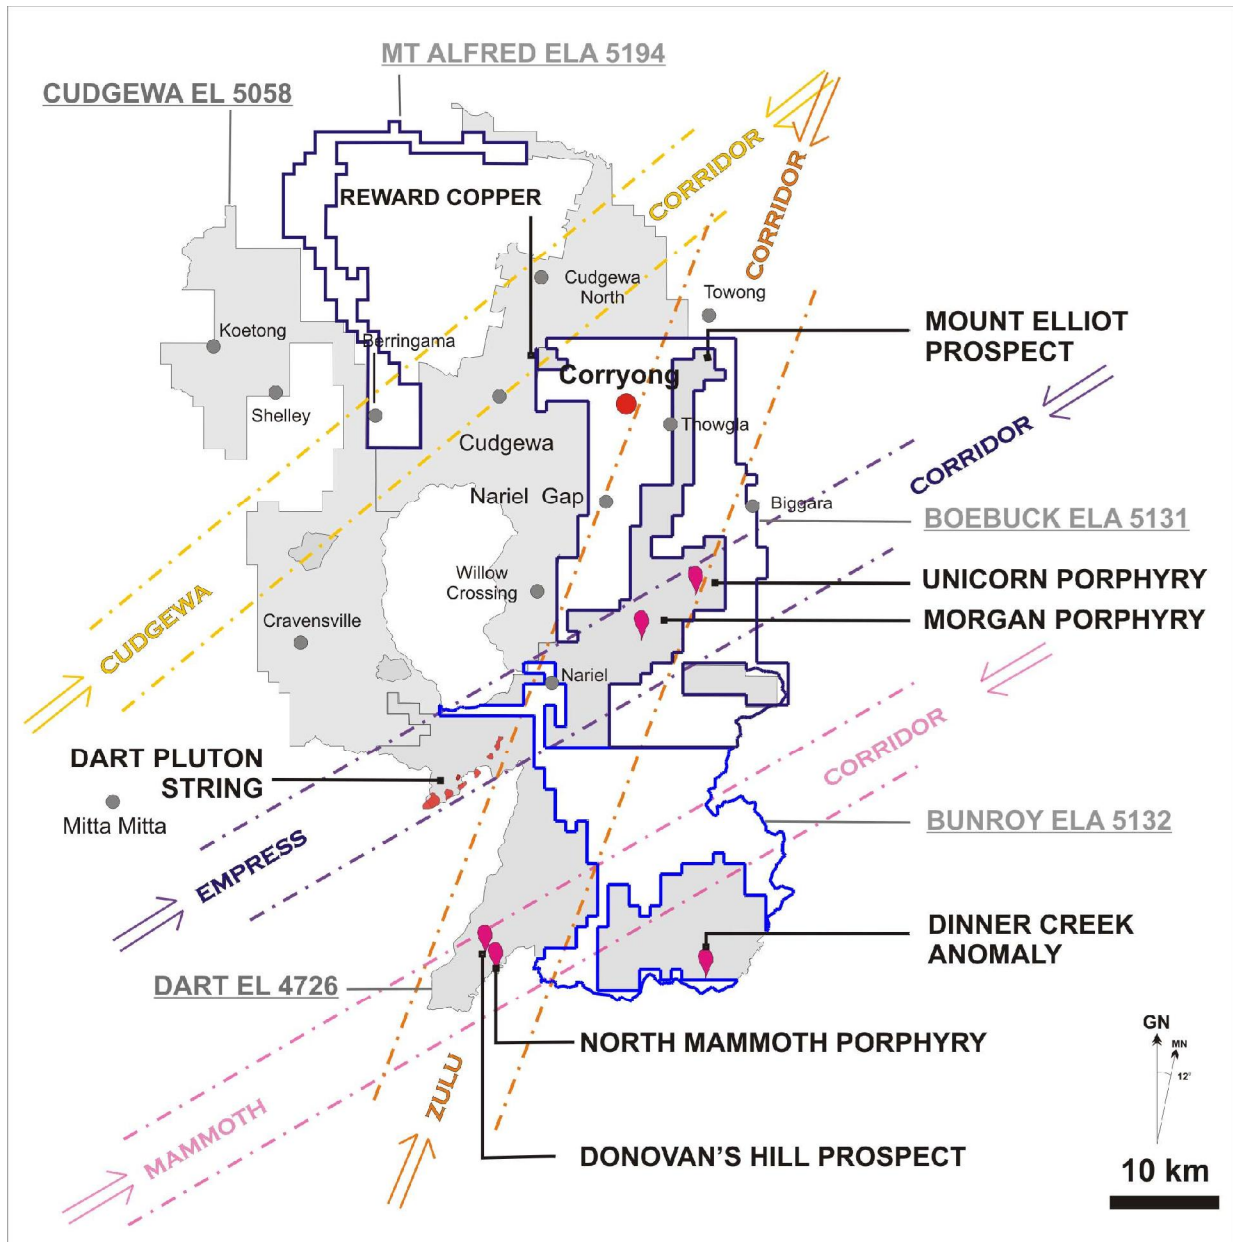 MT ALFRED ELA 5194
CUDGEWA EL 5058
CORRIDOR
CORRIDOR
REWARD COPPER
Cudgewa
North
Towong
Koetong
Berringama
MOUNT ELLIOT
PROSPECT
Corryong
Shelley
Thowgla
Cudgewa
CORRIDOR
Nariel Gap
Biggara
BOEBUCK ELA 5131
Willow
Crossing
UNICORN PORPHYRY
MORGAN PORPHYRY
CUDGEWA
Cravensville
Nariel
CORRIDOR
DART PLUTON
STRING
Mitta Mitta
BUNROY ELA 5132
EMPRESS
DINNER CREEK
ANOMALY
DART EL 4726
NORTH MAMMOTH PORPHYRY
GN
MN
12°
ZULU
MAMMOTH
DONOVAN'S HILL PROSPECT
10 km